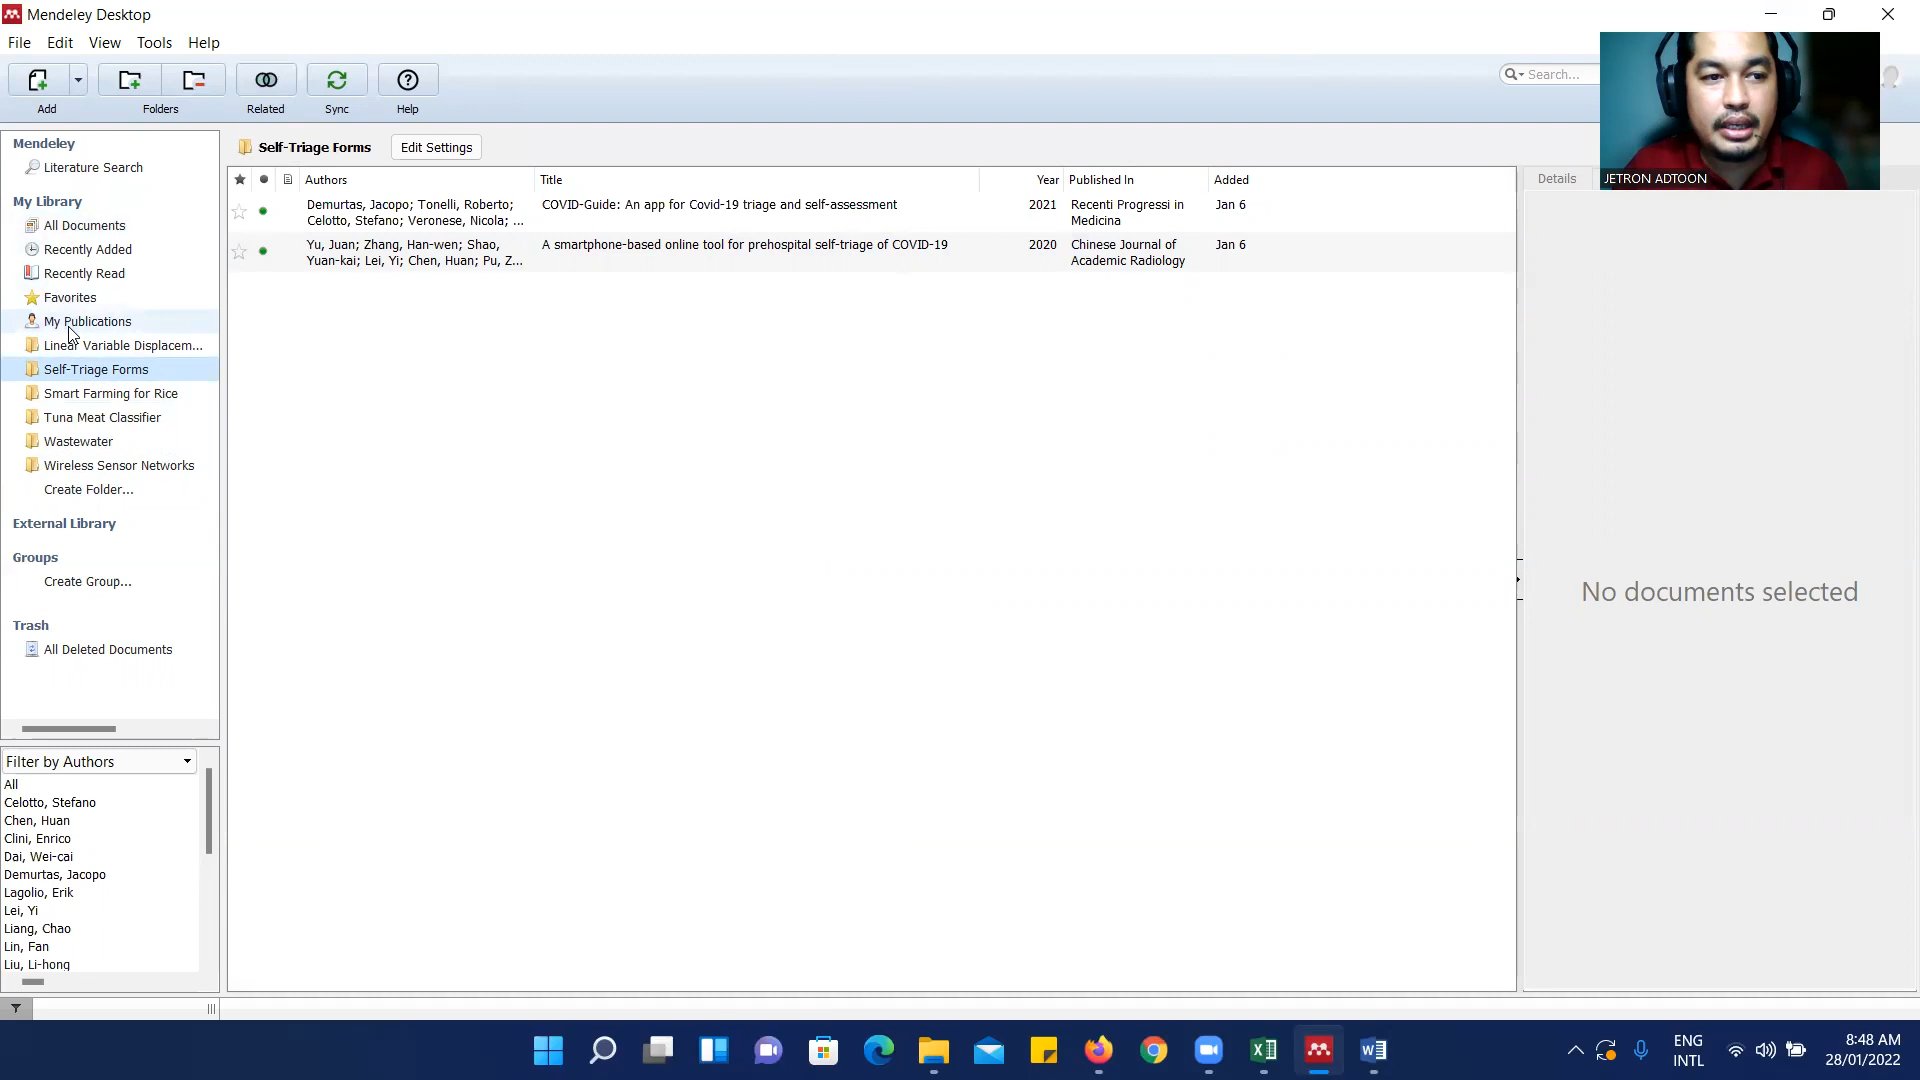 Mendeley Desktop
File Edit View Tools Help
Add Folders Related Sync Help
Search...
JETRON ADTOON
Mendeley
Literature Search
My Library
All Documents
Recently Added
Recently Read
Favorites
My Publications
Linear Variable Displacem...
Self-Triage Forms
Smart Farming for Rice
Tuna Meat Classifier
Wastewater
Wireless Sensor Networks
Create Folder...
External Library
Groups
Create Group...
Trash
All Deleted Documents
Filter by Authors
All
Celotto, Stefano
Chen, Huan
Clini, Enrico
Dai, Wei-cai
Demurtas, Jacopo
Lagolio, Erik
Lei, Yi
Liang, Chao
Lin, Fan
Liu, Li-hong
Self-Triage Forms Edit Settings
Authors Title Year Published In Added
Demurtas, Jacopo; Tonelli, Roberto; COVID-Guide: An app for Covid-19 triage and self-assessment 2021 Recenti Progressi in Jan 6
Celotto, Stefano; Veronese, Nicola; ... Medicina
Yu, Juan; Zhang, Han-wen; Shao, A smartphone-based online tool for prehospital self-triage of COVID-19 2020 Chinese Journal of Jan 6
Yuan-kai; Lei, Yi; Chen, Huan; Pu, Z... Academic Radiology
Details
No documents selected
ENG
INTL
8:48 AM
28/01/2022